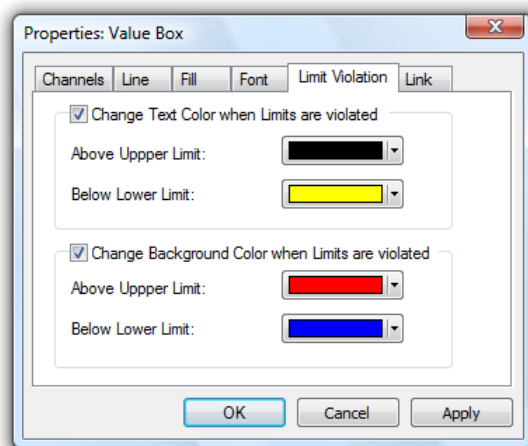 Properties: Value Box
Channels Line Fill Font Limit Violation Link
Change Text Color when Limits are violated
Above Uppper Limit:
Below Lower Limit:
Change Background Color when Limits are violated
Above Uppper Limit:
Below Lower Limit:
OK Cancel Apply